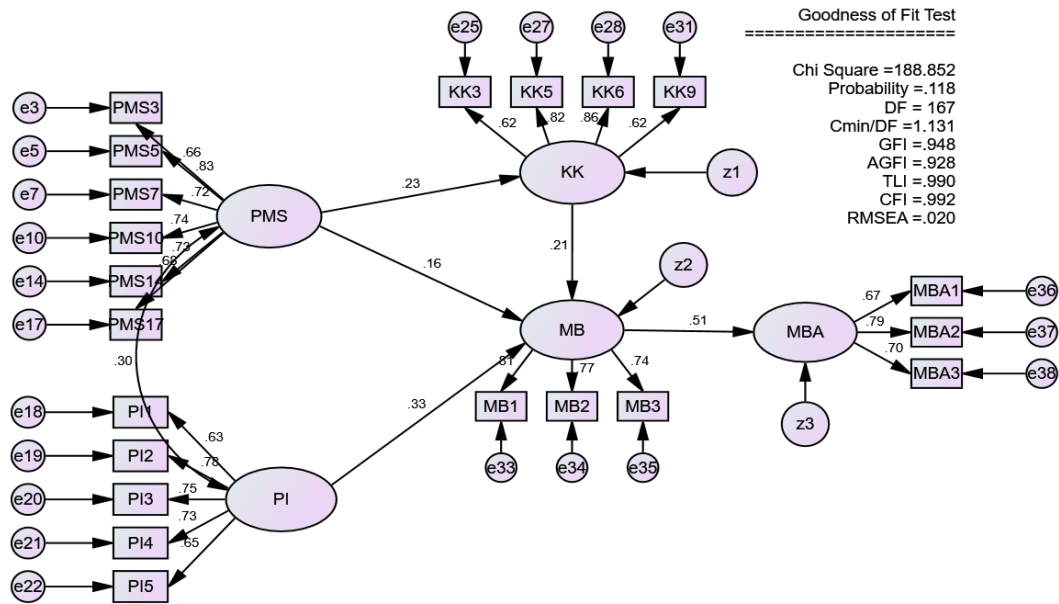 Goodness of Fit Test
=====================
Chi Square =188.852
Probability =.118
DF = 167
Cmin/DF =1.131
GFI =.948
AGFI =.928
TLI =.990
CFI =.992
RMSEA =.020
e25
e27
e28
e31
KK3
KK5
KK6
KK9
.62
.82
.86
.62
KK
z1
e3
PMS3
e5
PMS5
e7
PMS7
e10
PMS10
e14
PMS14
e17
PMS17
.66
.83
.72
.74
.73
.68
PMS
.23
.16
.21
.30
.33
z2
MB
.51
MBA
z3
.67
.79
.70
MBA1
e36
MBA2
e37
MBA3
e38
.81
.77
.74
MB1
MB2
MB3
e33
e34
e35
e18
PI1
e19
PI2
e20
PI3
e21
PI4
e22
PI5
.63
.78
.75
.73
.65
PI